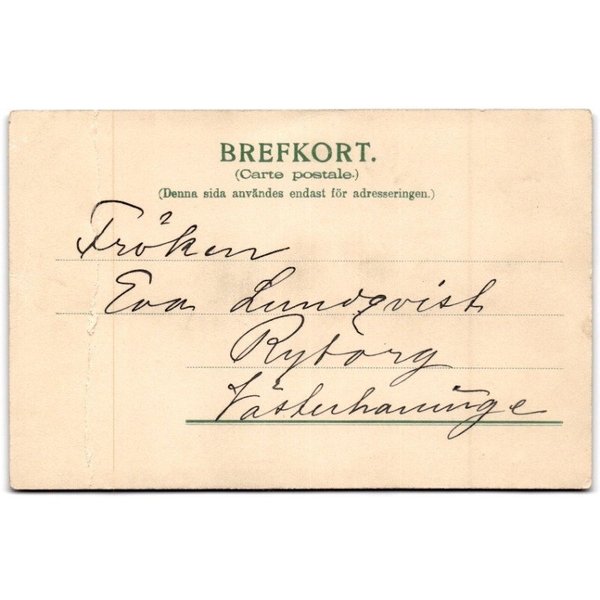 BREFKORT.
(Carte postale.)
(Denna sida användes endast för adresseringen.)
Fröken
Eva Lundqvist
Ryborg
Västerhaninge